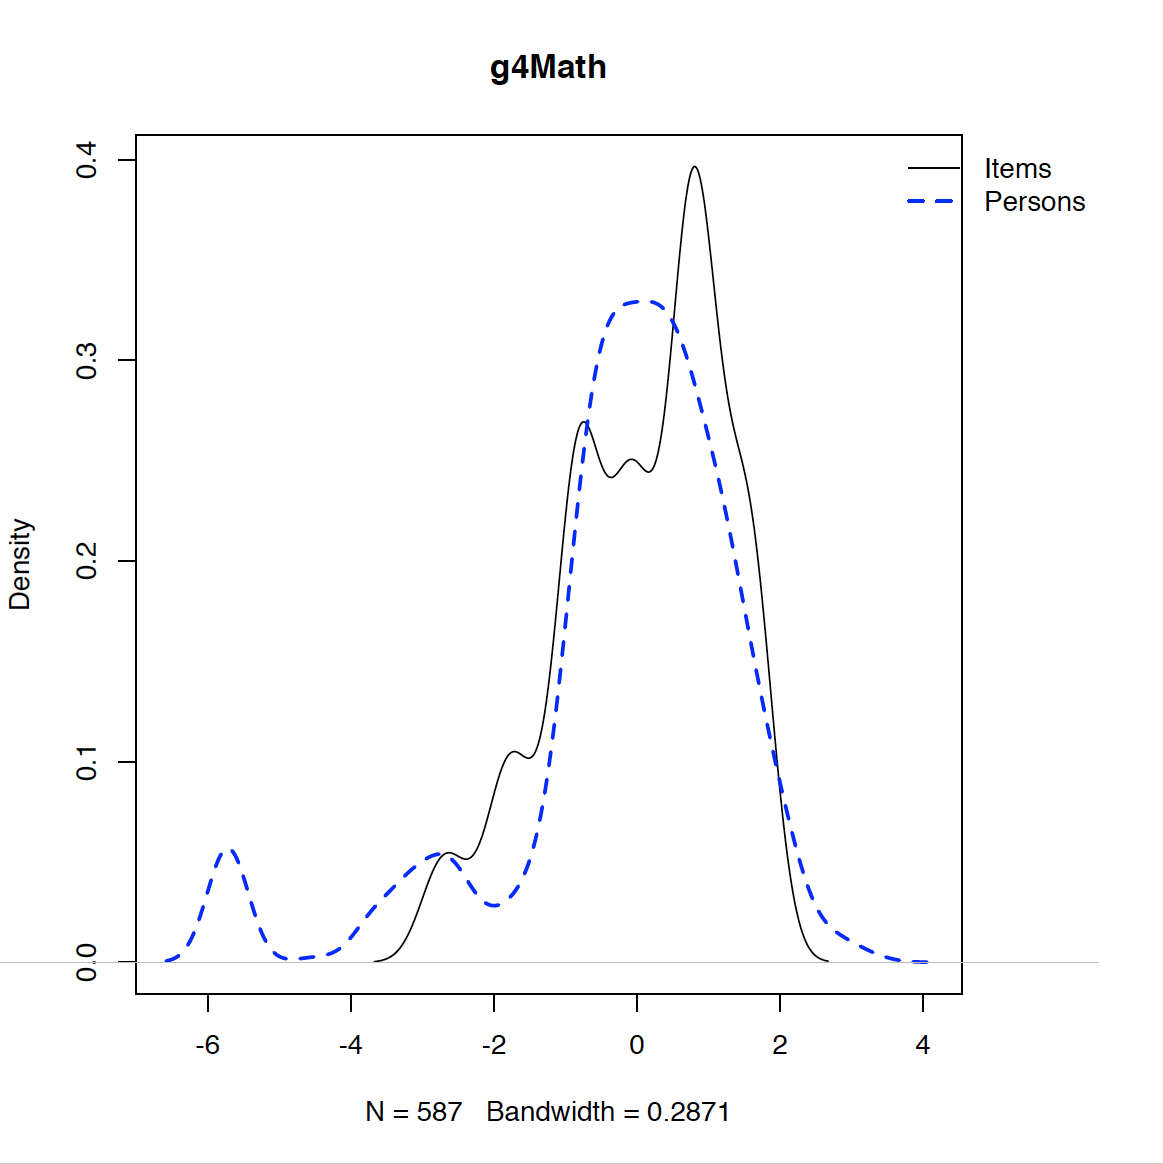 g4Math
Items
Persons
Density
0.4
0.3
0.2
0.1
0.0
-6 -4 -2 0 2 4
N = 587 Bandwidth = 0.2871